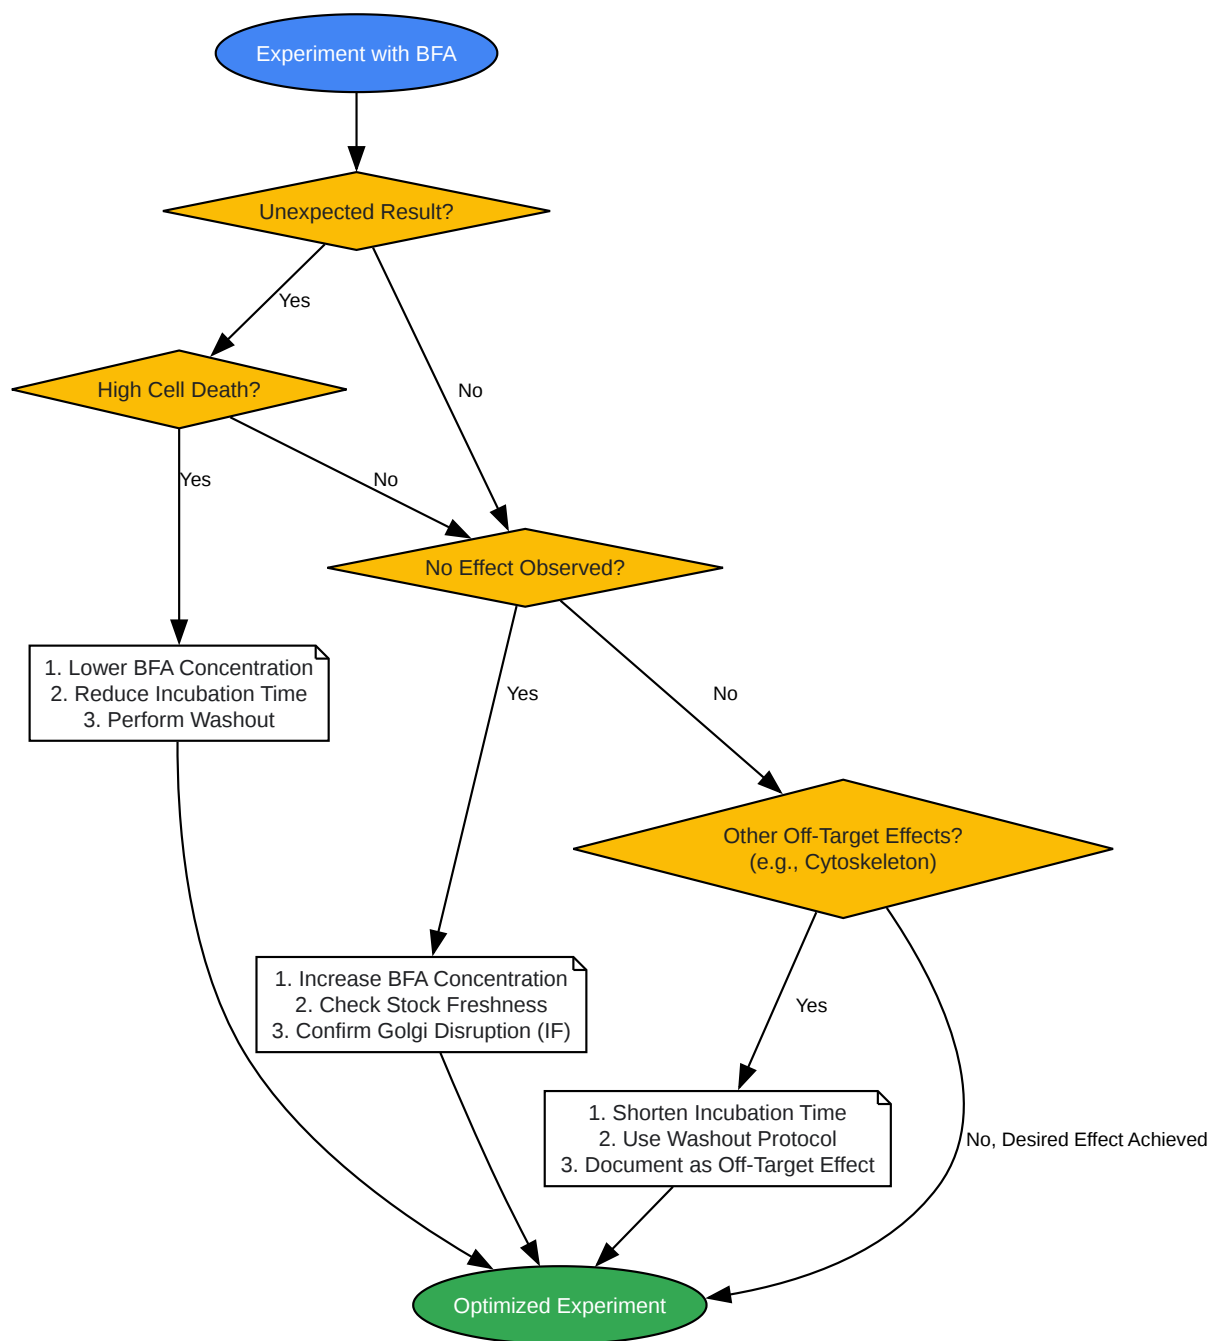 Experiment with BFA
Unexpected Result?
Yes
No
High Cell Death?
Yes
No
No Effect Observed?
1. Lower BFA Concentration
2. Reduce Incubation Time
3. Perform Washout
Yes
No
Other Off-Target Effects?
(e.g., Cytoskeleton)
1. Increase BFA Concentration
2. Check Stock Freshness
3. Confirm Golgi Disruption (IF)
Yes
1. Shorten Incubation Time
2. Use Washout Protocol
3. Document as Off-Target Effect
No, Desired Effect Achieved
Optimized Experiment